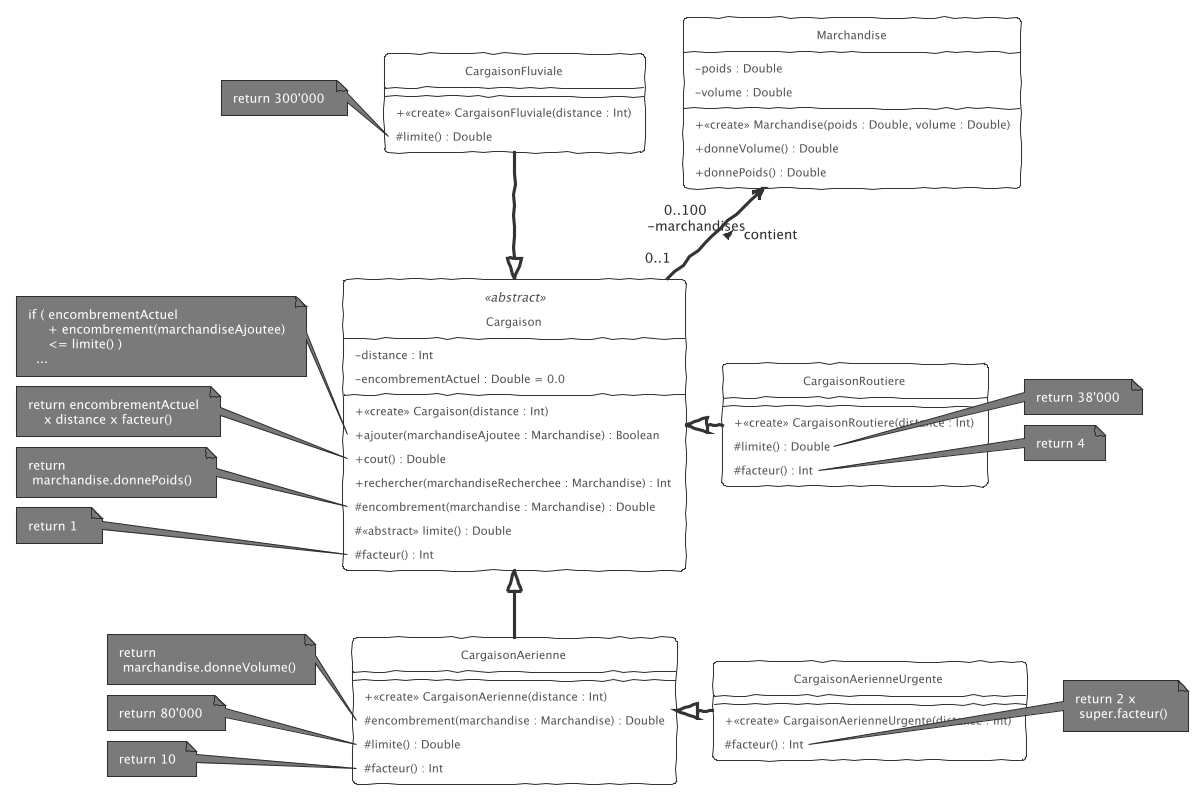 CargaisonFluviale
+«create» CargaisonFluviale(distance : Int)
#limite() : Double
return 300'000
Marchandise
-poids : Double
-volume : Double
+«create» Marchandise(poids : Double, volume : Double)
+donneVolume() : Double
+donnePoids() : Double
0..100
-marchandises
contient
0..1
«abstract»
Cargaison
-distance : Int
-encombrementActuel : Double = 0.0
+«create» Cargaison(distance : Int)
+ajouter(marchandiseAjoutee : Marchandise) : Boolean
+cout() : Double
+rechercher(marchandiseRecherchee : Marchandise) : Int
#encombrement(marchandise : Marchandise) : Double
#«abstract» limite() : Double
#facteur() : Int
if ( encombrementActuel
+ encombrement(marchandiseAjoutee)
<= limite() )
...
return encombrementActuel
x distance x facteur()
return
marchandise.donnePoids()
return 1
CargaisonRoutiere
+«create» CargaisonRoutiere(distance : Int)
#limite() : Double
#facteur() : Int
return 38'000
return 4
CargaisonAerienne
+«create» CargaisonAerienne(distance : Int)
#encombrement(marchandise : Marchandise) : Double
#limite() : Double
#facteur() : Int
return
marchandise.donneVolume()
return 80'000
return 10
CargaisonAerienneUrgente
+«create» CargaisonAerienneUrgente(distance : Int)
#facteur() : Int
return 2 x
super.facteur()